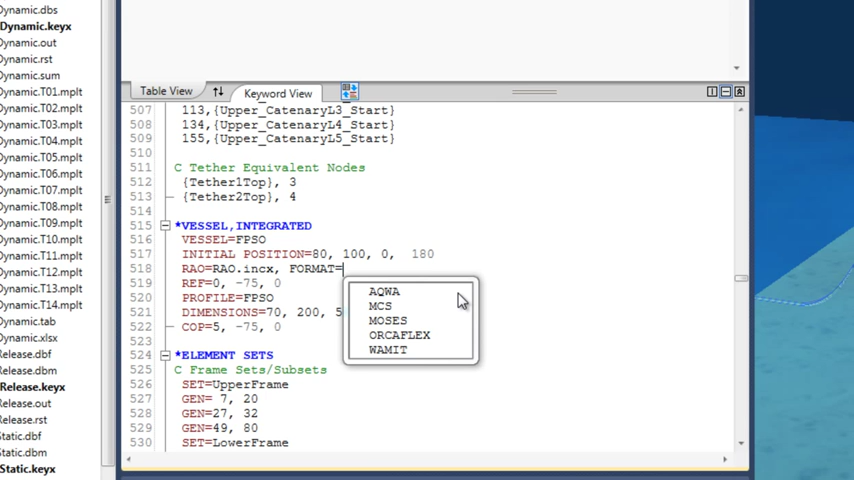 Dynamic.dbs
Dynamic.keyx
Dynamic.out
Dynamic.rst
Dynamic.sum
Dynamic.T01.mplt
Dynamic.T02.mplt
Dynamic.T03.mplt
Dynamic.T04.mplt
Dynamic.T05.mplt
Dynamic.T06.mplt
Dynamic.T07.mplt
Dynamic.T08.mplt
Dynamic.T09.mplt
Dynamic.T10.mplt
Dynamic.T11.mplt
Dynamic.T12.mplt
Dynamic.T13.mplt
Dynamic.T14.mplt
Dynamic.tab
Dynamic.xlsx
Release.dbf
Release.dbm
Release.keyx
Release.out
Release.rst
Static.dbf
Static.dbm
Static.keyx
Table View
Keyword View
507 113,{Upper_CatenaryL3_Start}
508 134,{Upper_CatenaryL4_Start}
509 155,{Upper_CatenaryL5_Start}
510
511 C Tether Equivalent Nodes
512 {Tether1Top}, 3
513 {Tether2Top}, 4
514
515 *VESSEL,INTEGRATED
516 VESSEL=FPSO
517 INITIAL POSITION=80, 100, 0, 180
518 RAO=RAO.incx, FORMAT=
519 REF=0, -75, 0
520 PROFILE=FPSO
521 DIMENSIONS=70, 200, 5
522 COP=5, -75, 0
523
524 *ELEMENT SETS
525 C Frame Sets/Subsets
526 SET=UpperFrame
527 GEN= 7, 20
528 GEN=27, 32
529 GEN=49, 80
530 SET=LowerFrame
AQWA
MCS
MOSES
ORCAFLEX
WAMIT